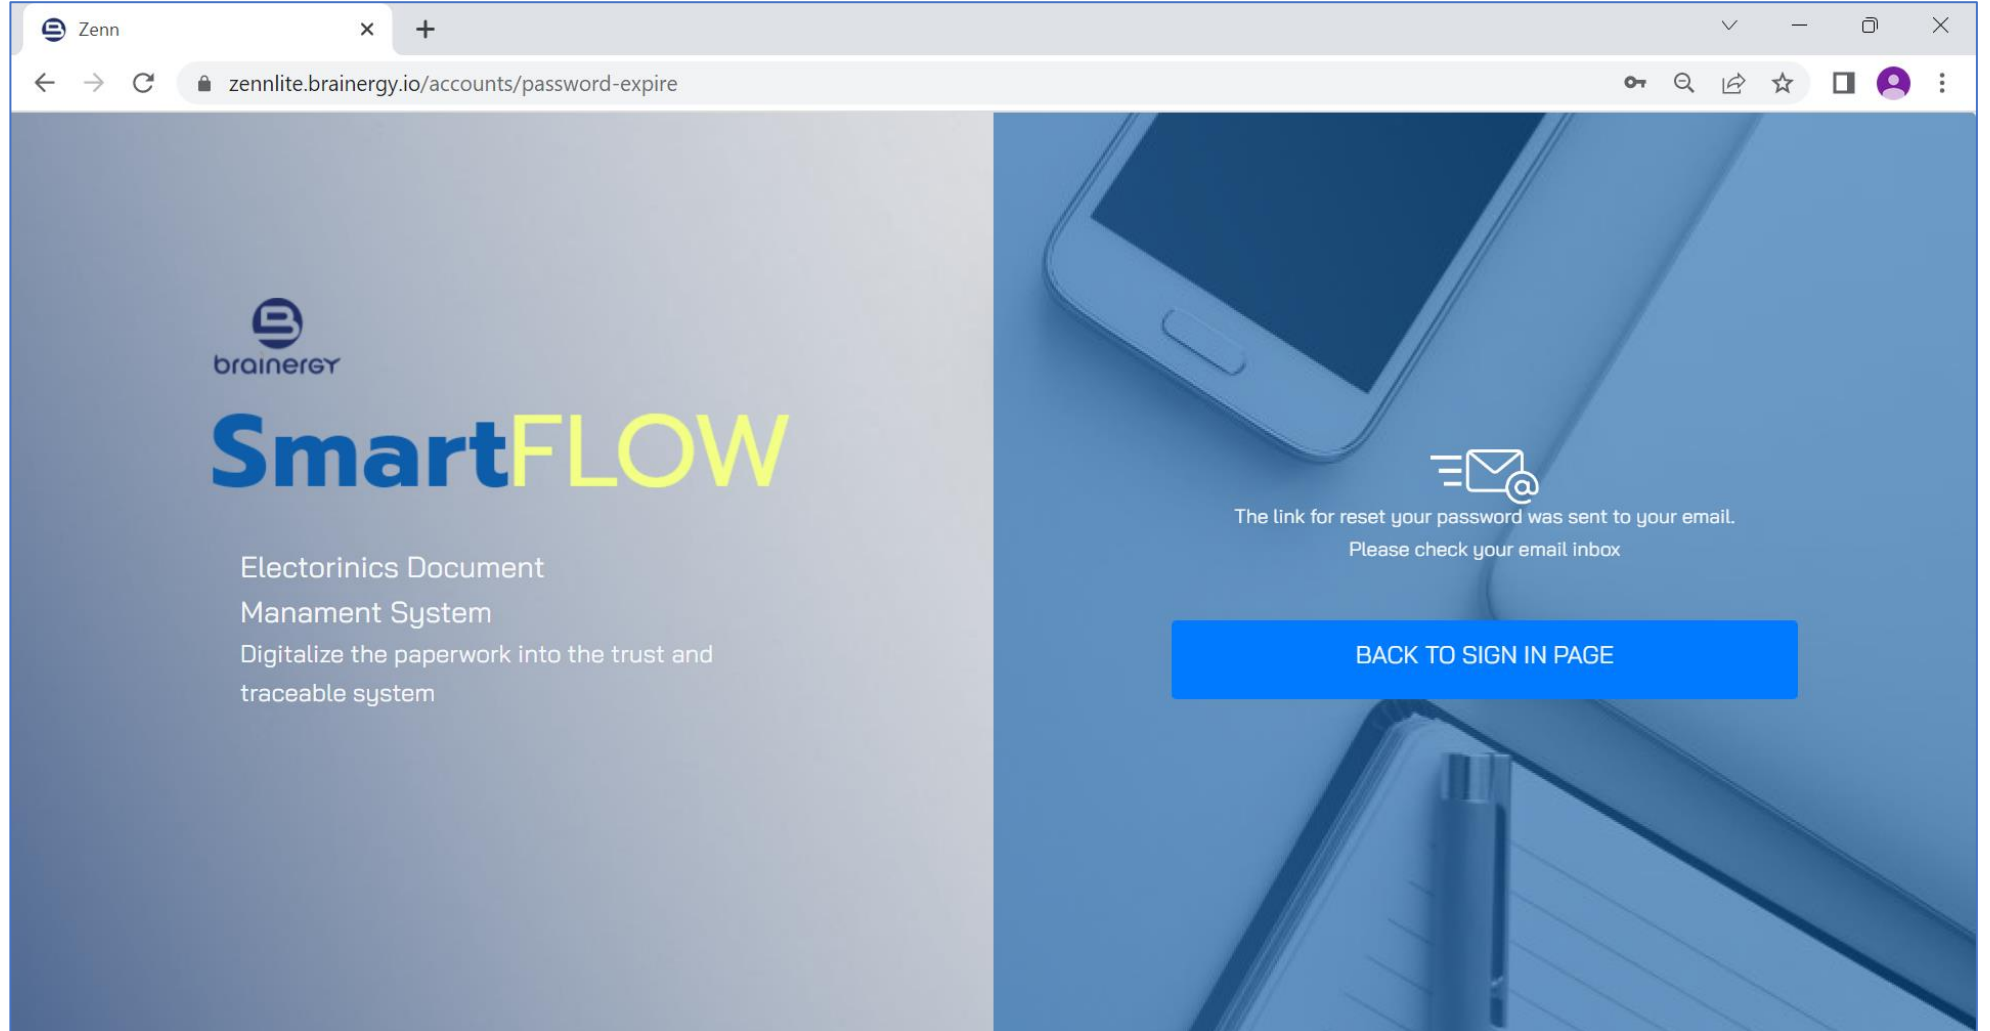 Zenn
zennlite.brainergy.io/accounts/password-expire
brainerGY
SmartFLOW
Electorinics Document
Manament System
Digitalize the paperwork into the trust and
traceable system
The link for reset your password was sent to your email.
Please check your email inbox
BACK TO SIGN IN PAGE